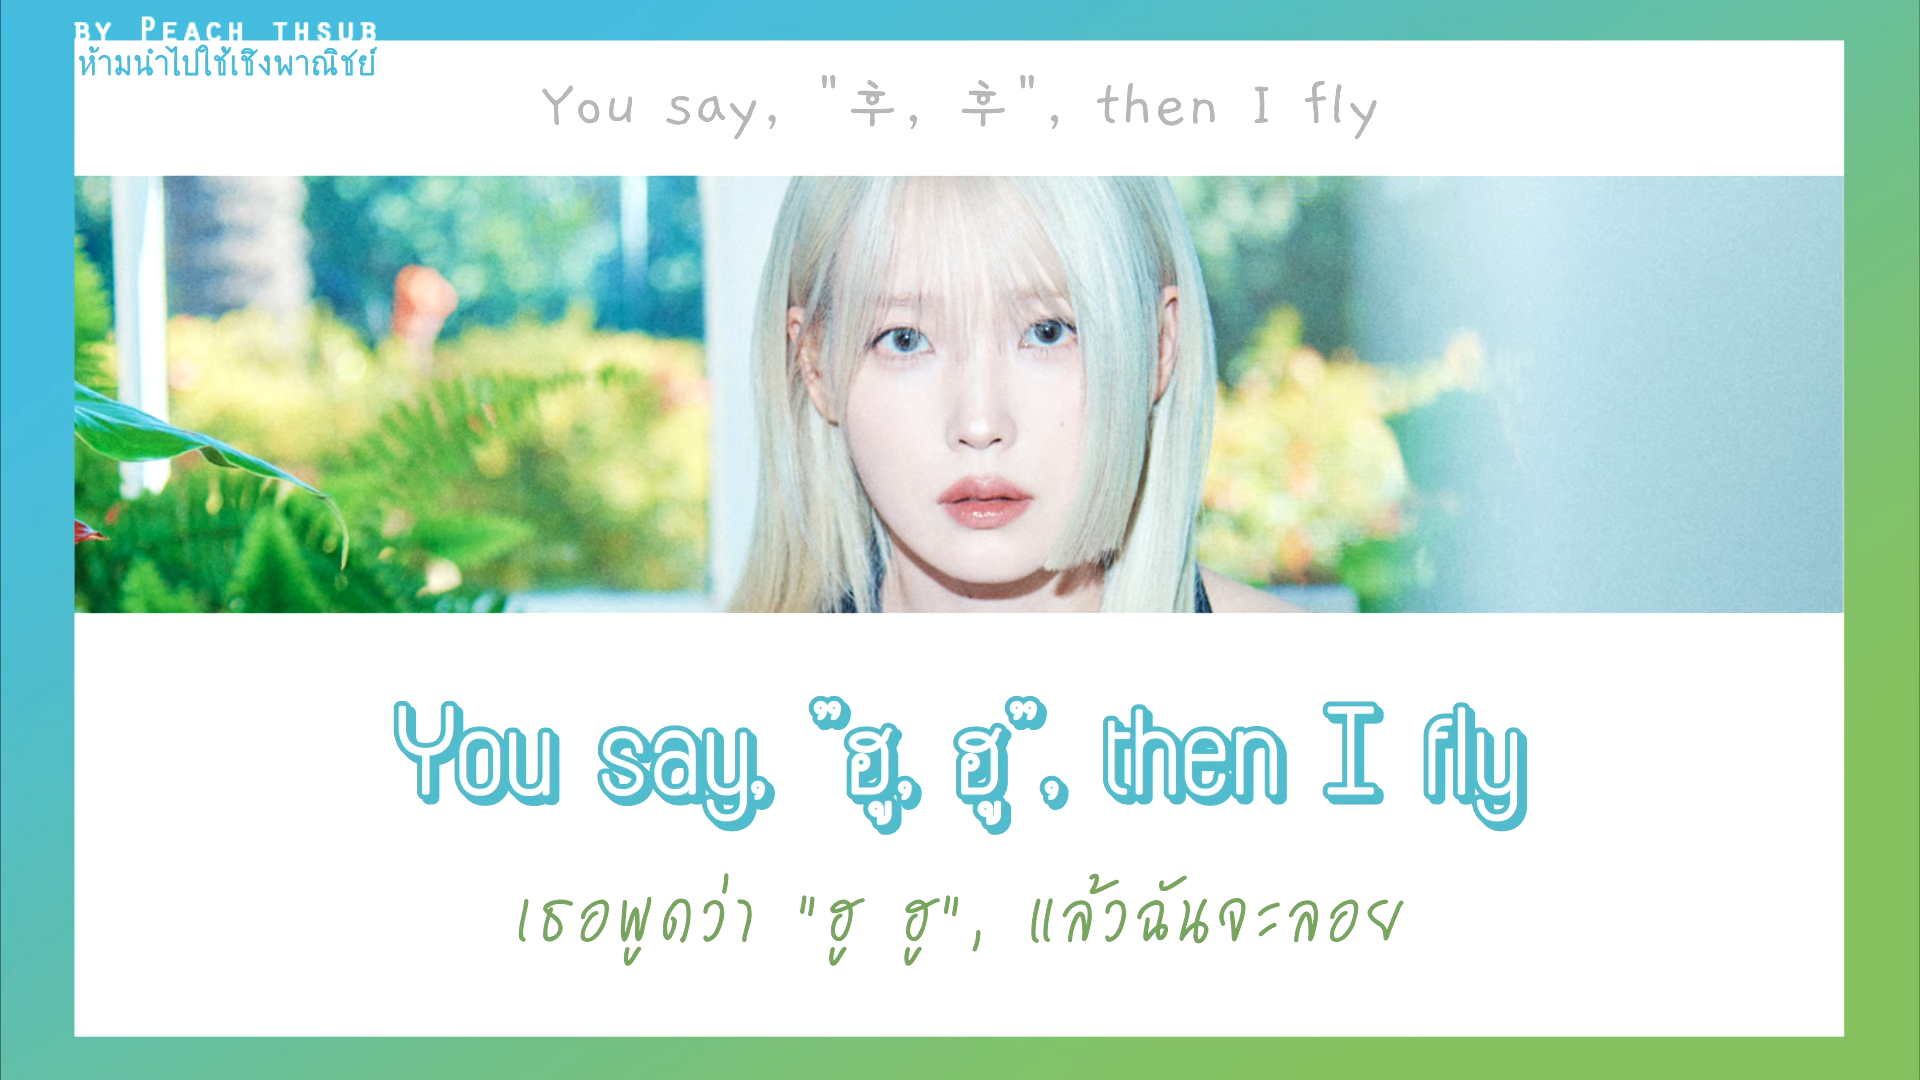 by Peach thsub
ห้ามนำไปใช้เชิงพาณิชย์
You say, "후, 후", then I fly
You say, "ฮู, ฮู", then I fly
เธอพูดว่า "ฮู ฮู", แล้วฉันจะลอย